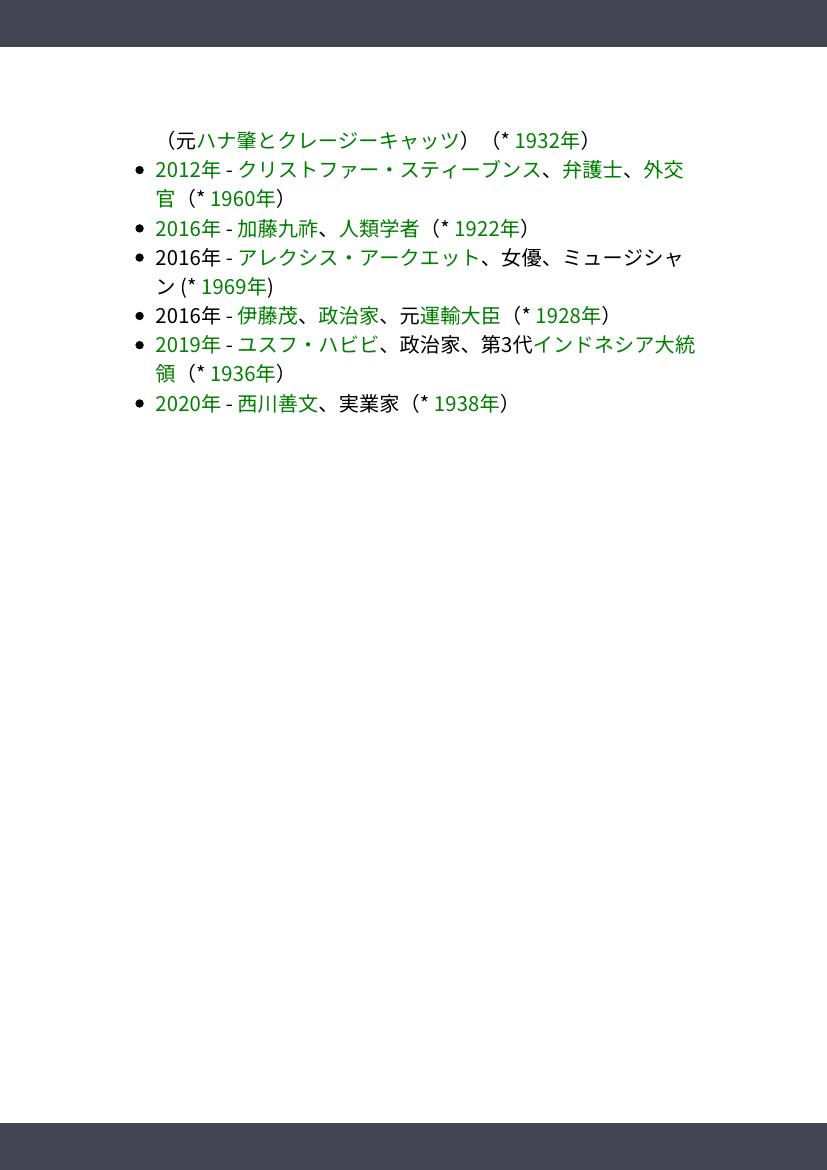 （元ハナ肇とクレージーキャッツ）（* 1932年）
• 2012年 - クリストファー・スティーブンス、弁護士、外交
官（* 1960年）
• 2016年 - 加藤九祚、人類学者（* 1922年）
• 2016年 - アレクシス・アークエット、女優、ミュージシャ
ン (* 1969年)
• 2016年 - 伊藤茂、政治家、元運輸大臣（* 1928年）
• 2019年 - ユスフ・ハビビ、政治家、第3代インドネシア大統
領（* 1936年）
• 2020年 - 西川善文、実業家（* 1938年）